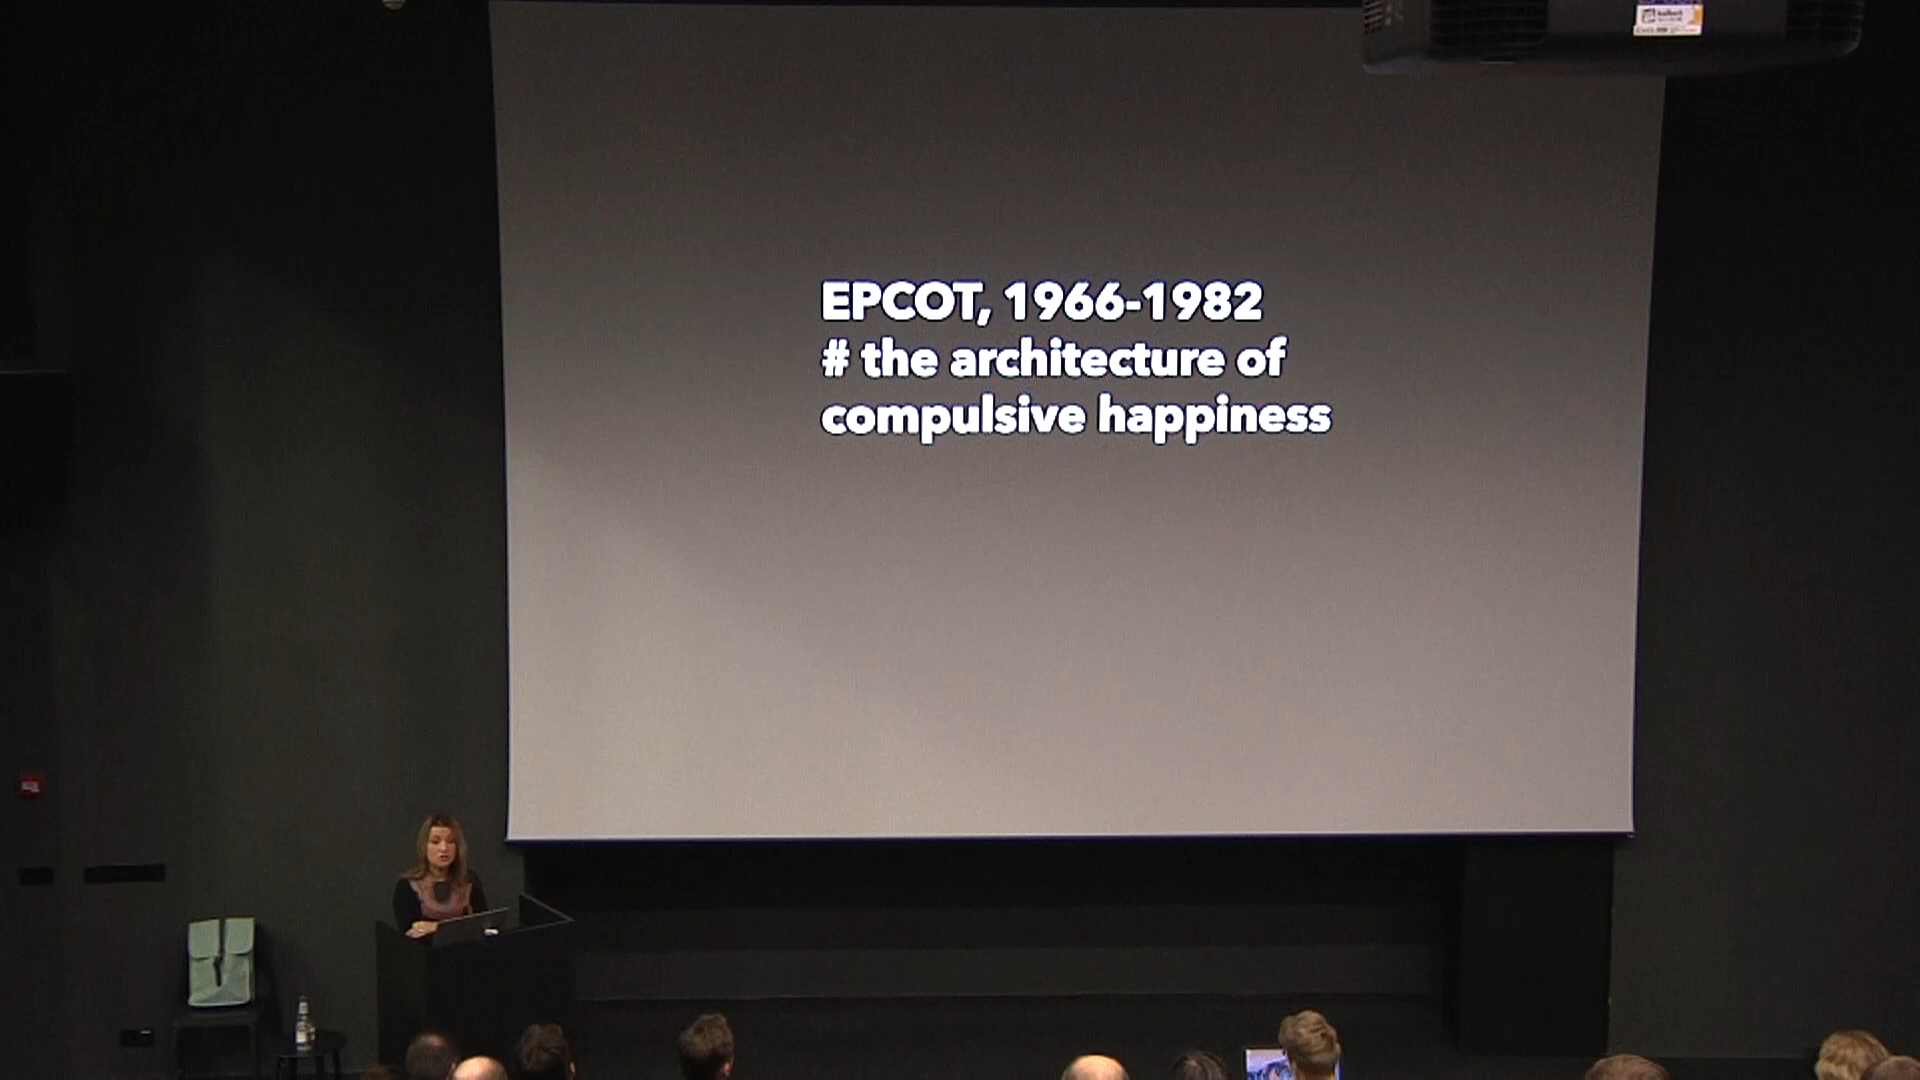 EPCOT, 1966-1982
# the architecture of
compulsive happiness